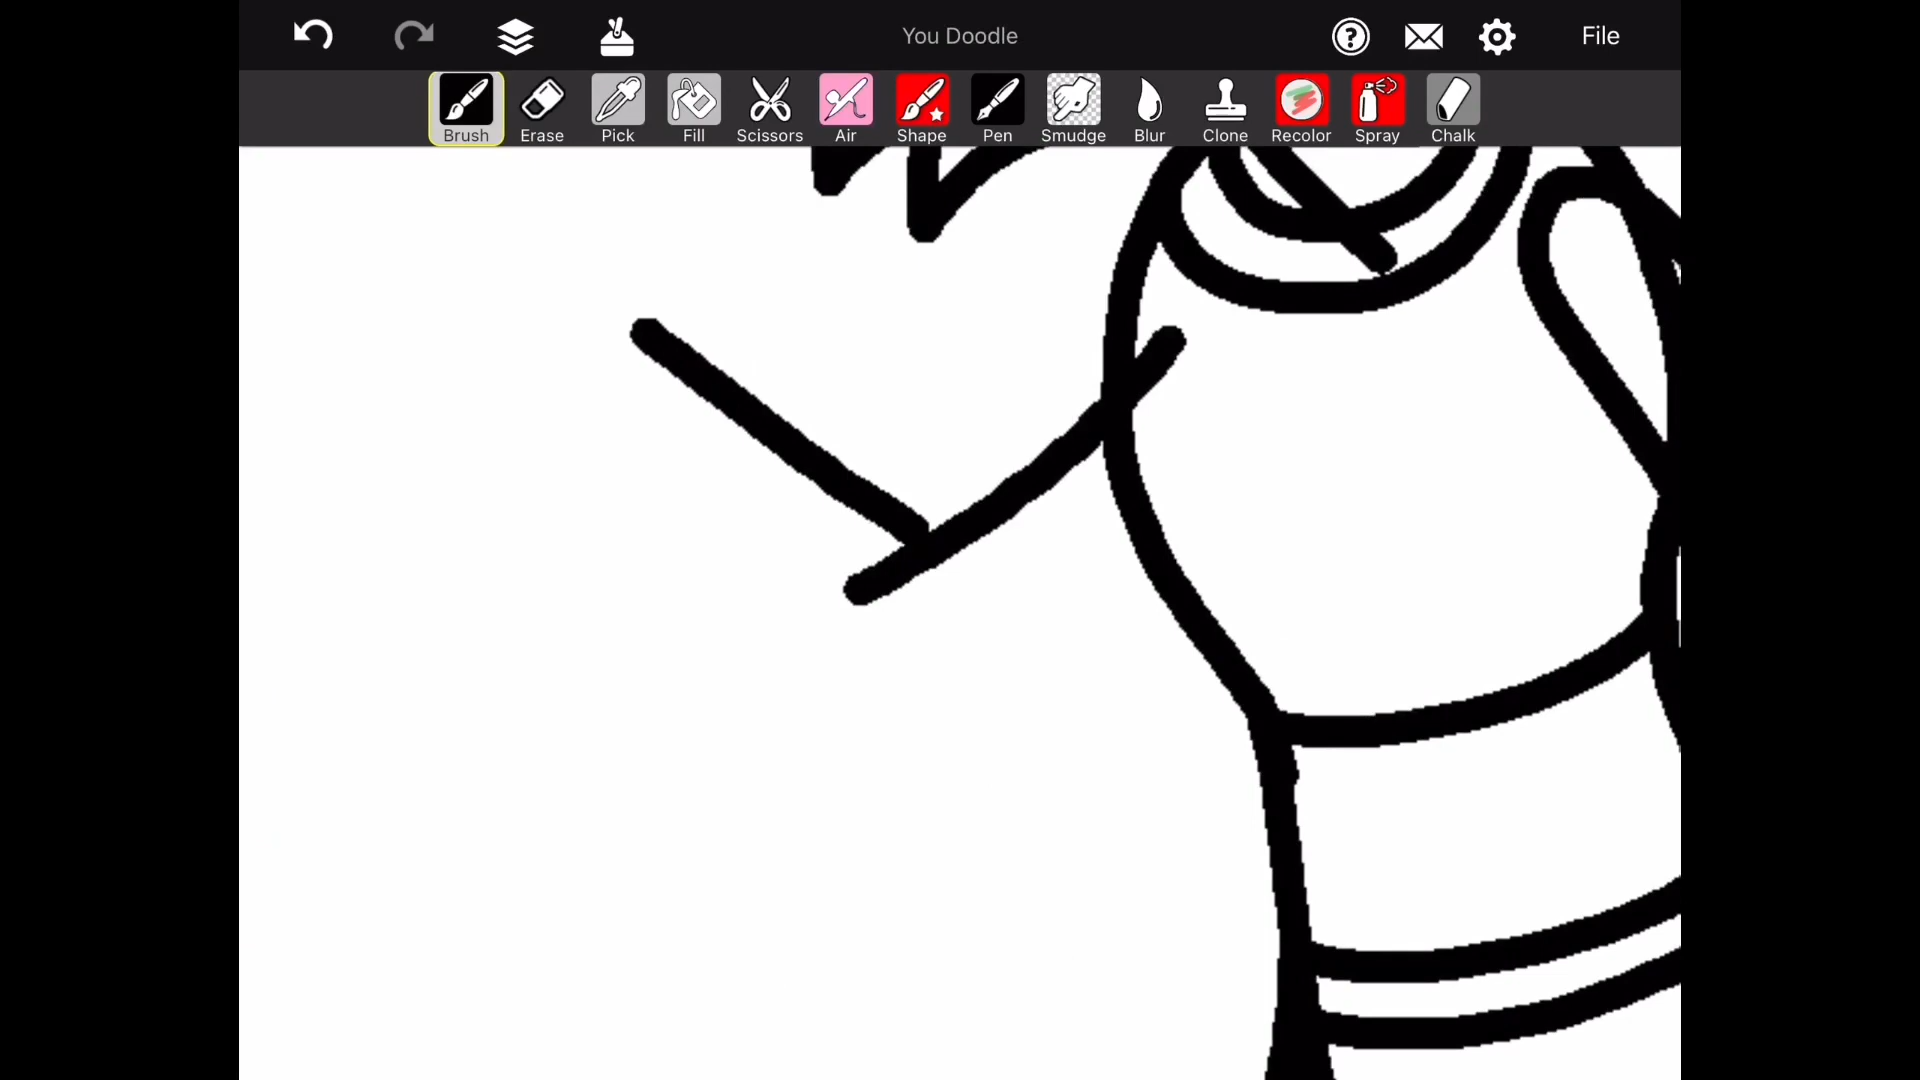 You Doodle
File
Brush Erase Pick Fill Scissors Air Shape Pen Smudge Blur Clone Recolor Spray Chalk